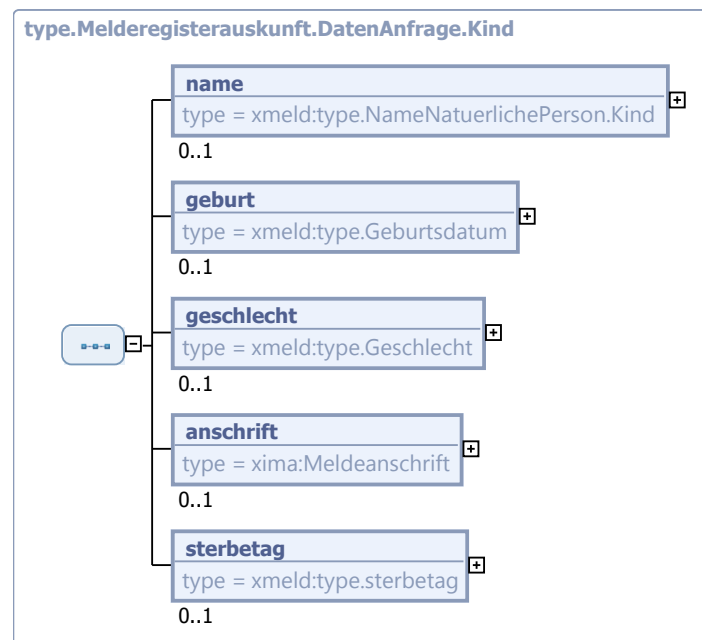 type.Melderegisterauskunft.DatenAnfrage.Kind
name
type = xmeld:type.NameNatuerlichePerson.Kind
0..1
geburt
type = xmeld:type.Geburtsdatum
0..1
geschlecht
type = xmeld:type.Geschlecht
0..1
anschrift
type = xima:Meldeanschrift
0..1
sterbetag
type = xmeld:type.sterbetag
0..1